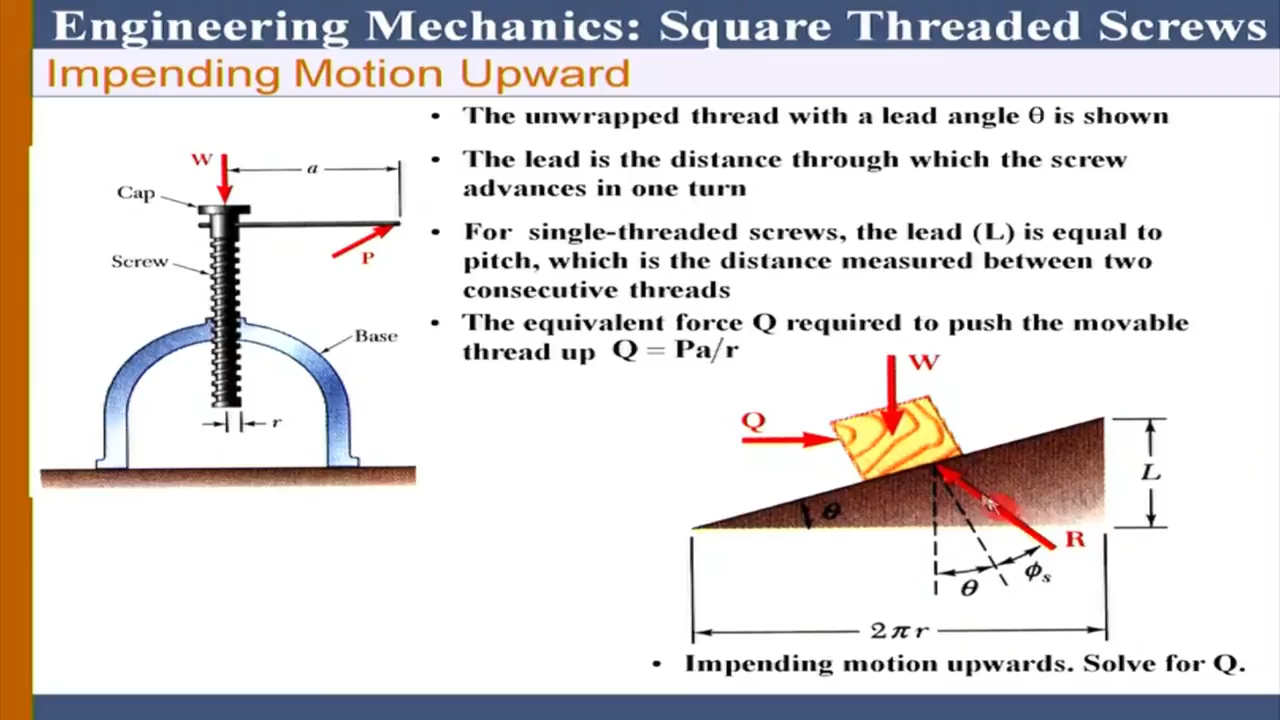 Engineering Mechanics: Square Threaded Screws
Impending Motion Upward
• The unwrapped thread with a lead angle θ is shown
• The lead is the distance through which the screw
advances in one turn
• For single-threaded screws, the lead (L) is equal to
pitch, which is the distance measured between two
consecutive threads
• The equivalent force Q required to push the movable
thread up Q = Pa/r
W
a
Cap
P
Screw
Base
r
W
Q
θ
L
R
θ
ϕs
2πr
• Impending motion upwards. Solve for Q.